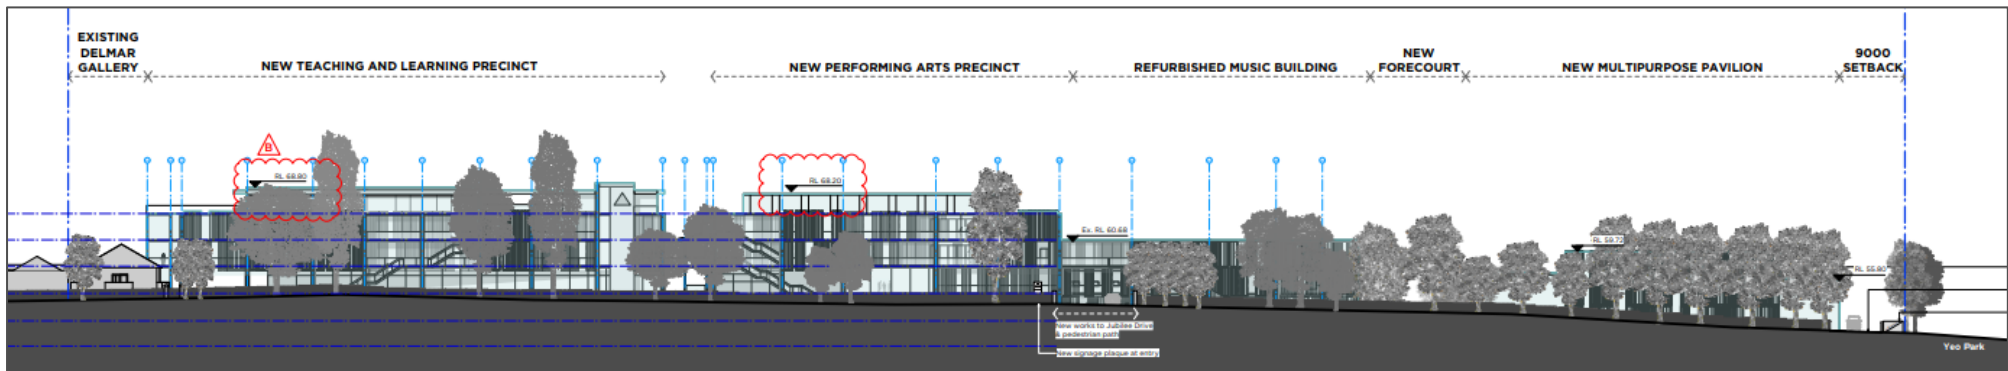 EXISTING
DELMAR
GALLERY
NEW TEACHING AND LEARNING PRECINCT
NEW PERFORMING ARTS PRECINCT
REFURBISHED MUSIC BUILDING
NEW
FORECOURT
NEW MULTIPURPOSE PAVILION
9000
SETBACK
B
RL 68.80
RL 68.20
Ex. RL 60.68
RL 59.72
RL 55.80
New works to Jubilee Drive
& pedestrian path
New signage plaque at entry
Yeo Park